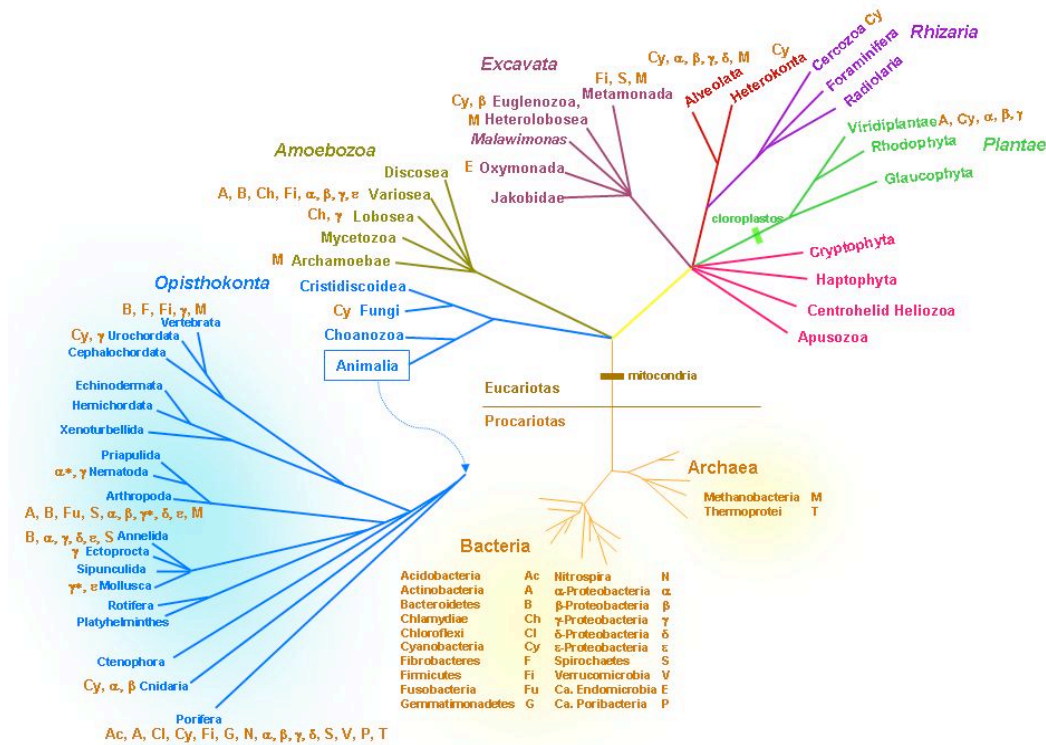 Cercozoa Cy
Rhizaria
Foraminifera
Radiolaria
Cy, α, β, γ, δ, M
Cy
Alveolata
Heterokonta
Excavata
Fi, S, M
Metamonada
Cy, β Euglenozoa,
M Heterolobosea
Malawimonas
E Oxymonada
Jakobidae
Viridiplantae A, Cy, α, β, γ
Rhodophyta
Plantae
Glaucophyta
cloroplastos
Amoebozoa
Discosea
A, B, Ch, Fi, α, β, γ, ε Variosea
Ch, γ Lobosea
Mycetozoa
M Archamoebae
Cryptophyta
Haptophyta
Centrohelid Heliozoa
Apusozoa
Cristidiscoidea
Cy Fungi
Choanozoa
Animalia
Opisthokonta
B, F, Fi, γ, M
Vertebrata
Cy, γ Urochordata
Cephalochordata
Echinodermata
Hemichordata
Xenoturbellida
Priapulida
α*, γ Nematoda
Arthropoda
A, B, Fu, S, α, β, γ*, δ, ε, M
B, α, γ, δ, ε, S Annelida
γ Ectoprocta
Sipunculida
γ*, ε Mollusca
Rotifera
Platyhelminthes
Ctenophora
Cy, α, β Cnidaria
Porifera
Ac, A, Cl, Cy, Fi, G, N, α, β, γ, δ, S, V, P, T
mitocondria
Eucariotas
Procariotas
Archaea
Methanobacteria M
Thermoprotei T
Bacteria
Acidobacteria Ac Nitrospira N
Actinobacteria A α-Proteobacteria α
Bacteroidetes B β-Proteobacteria β
Chlamydiae Ch γ-Proteobacteria γ
Chloroflexi Cl δ-Proteobacteria δ
Cyanobacteria Cy ε-Proteobacteria ε
Fibrobacteres F Spirochaetes S
Firmicutes Fi Verrucomicrobia V
Fusobacteria Fu Ca. Endomicrobia E
Gemmatimonadetes G Ca. Poribacteria P